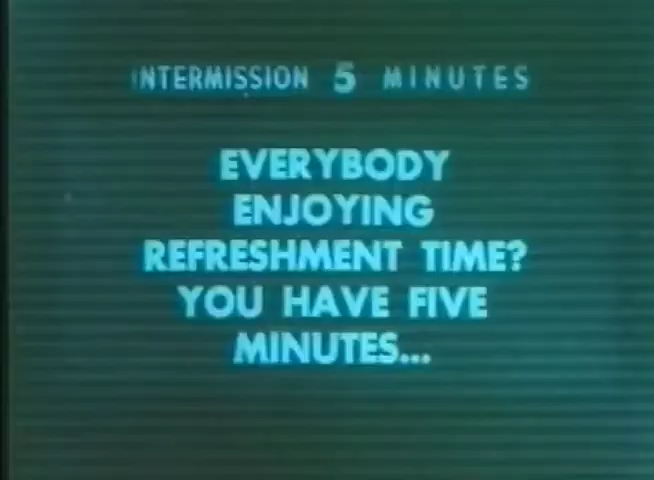 INTERMISSION 5 MINUTES
EVERYBODY
ENJOYING
REFRESHMENT TIME?
YOU HAVE FIVE
MINUTES...